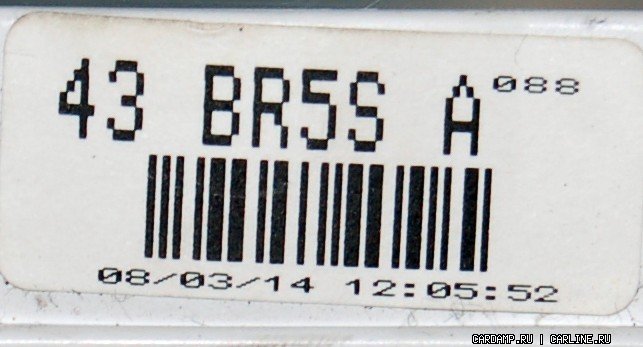 43 BR5S A 088
08/03/14 12:05:52
CARDAMP.RU | CARLINE.RU